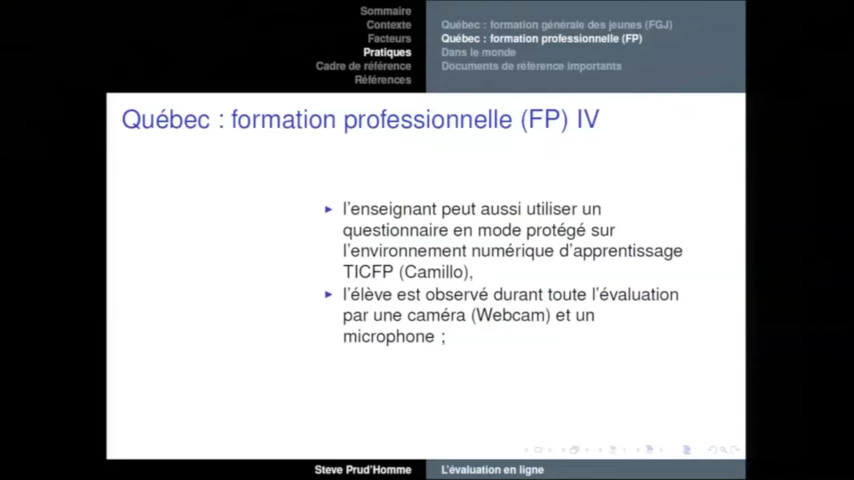 Sommaire
Contexte
Facteurs
Pratiques
Cadre de référence
Références
Québec : formation générale des jeunes (FGJ)
Québec : formation professionnelle (FP)
Dans le monde
Documents de référence importants
Québec : formation professionnelle (FP) IV
l'enseignant peut aussi utiliser un
questionnaire en mode protégé sur
l'environnement numérique d'apprentissage
TICFP (Camillo),
l'élève est observé durant toute l'évaluation
par une caméra (Webcam) et un
microphone ;
Steve Prud'Homme
L'évaluation en ligne